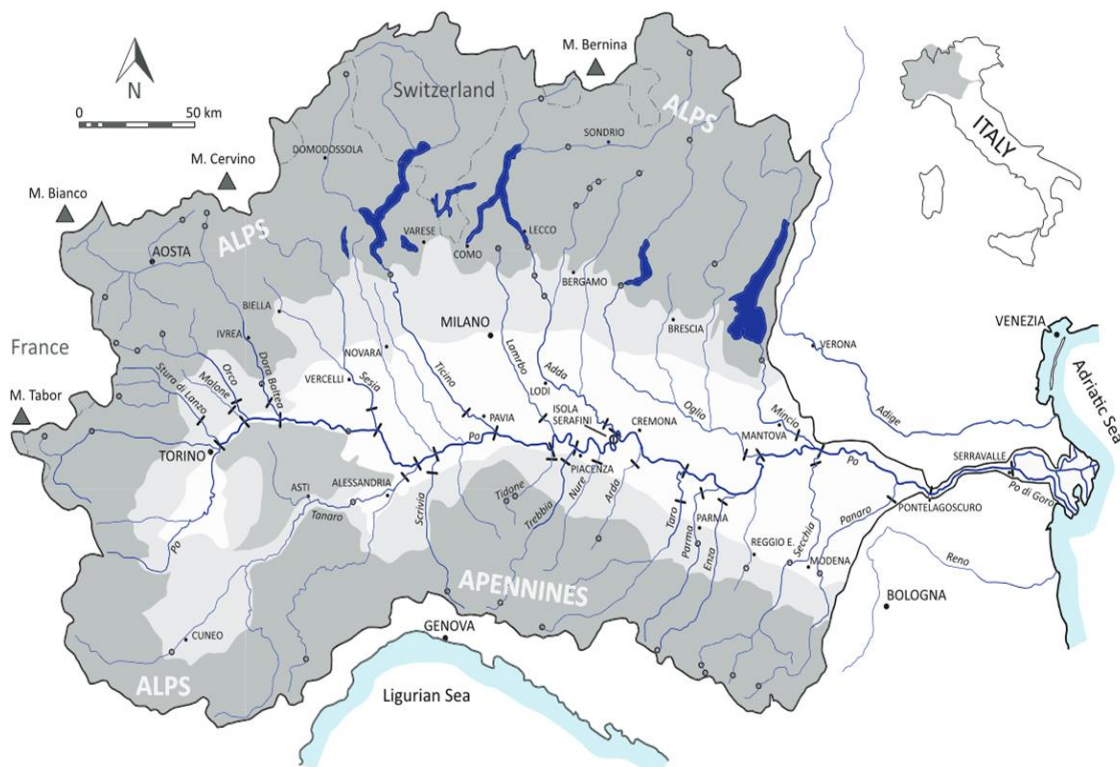 M. Bernina
Switzerland
ALPS
N
0
50 km
SONDRIO
DOMODOSSOLA
ITALY
M. Cervino
M. Bianco
ALPS
AOSTA
VARESE
COMO
LECCO
BERGAMO
BIELLA
MILANO
BRESCIA
VENEZIA
IVREA
France
NOVARA
VERONA
M. Tabor
Stura di Lanzo
Malone
Orco
Dora Baltea
VERCELLI
Sesia
Ticino
Lamrbo
Adda
LODI
Oglio
Mincio
Adige
Adriatic Sea
PAVIA
ISOLA
SERAFINI
CREMONA
MANTOVA
Po
Po
SERRAVALLE
TORINO
PIACENZA
Po di Goro
PONTELAGOSCURO
ASTI
ALESSANDRIA
Tanaro
Scrivia
Tidone
Trebbia
Nure
Arda
Taro
Parma
PARMA
Enza
REGGIO E.
Secchia
MODENA
Panaro
Reno
Po
APENNINES
BOLOGNA
CUNEO
GENOVA
ALPS
Ligurian Sea